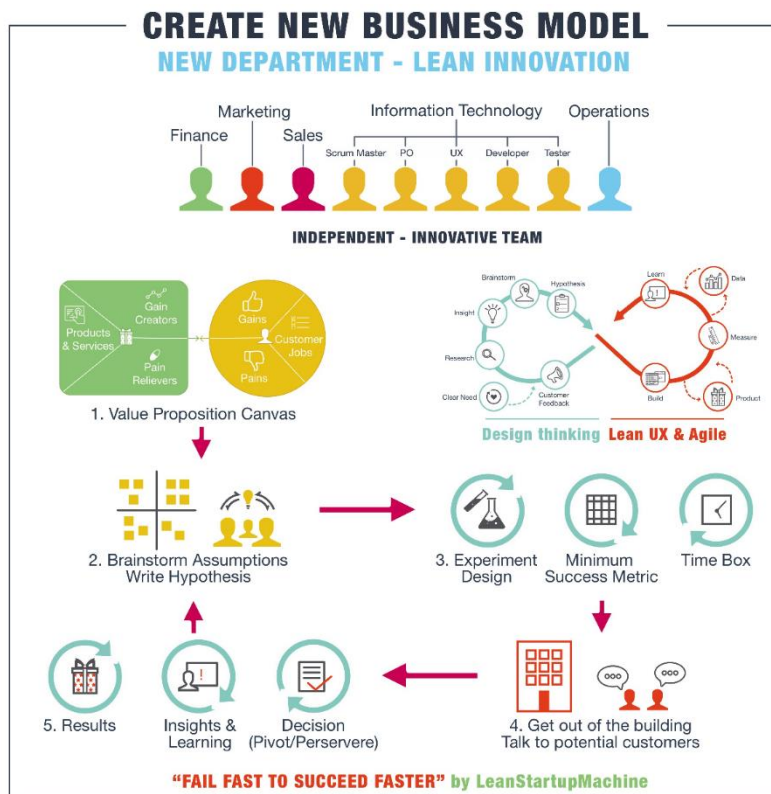 CREATE NEW BUSINESS MODEL
NEW DEPARTMENT - LEAN INNOVATION
Marketing
Information Technology
Operations
Finance
Sales
Scrum Master
PO
UX
Developer
Tester
INDEPENDENT - INNOVATIVE TEAM
Products
& Services
Gain
Creators
Pain
Relievers
Gains
Customer
Jobs
Pains
1. Value Proposition Canvas
Brainstorm
Hypothesis
Insight
Research
Clear Need
Customer
Feedback
Learn
Data
Measure
Build
Product
Design thinking
Lean UX & Agile
2. Brainstorm Assumptions
Write Hypothesis
3. Experiment
Design
Minimum
Success Metric
Time Box
4. Get out of the building
Talk to potential customers
5. Results
Insights &
Learning
Decision
(Pivot/Perservere)
“FAIL FAST TO SUCCEED FASTER” by LeanStartupMachine